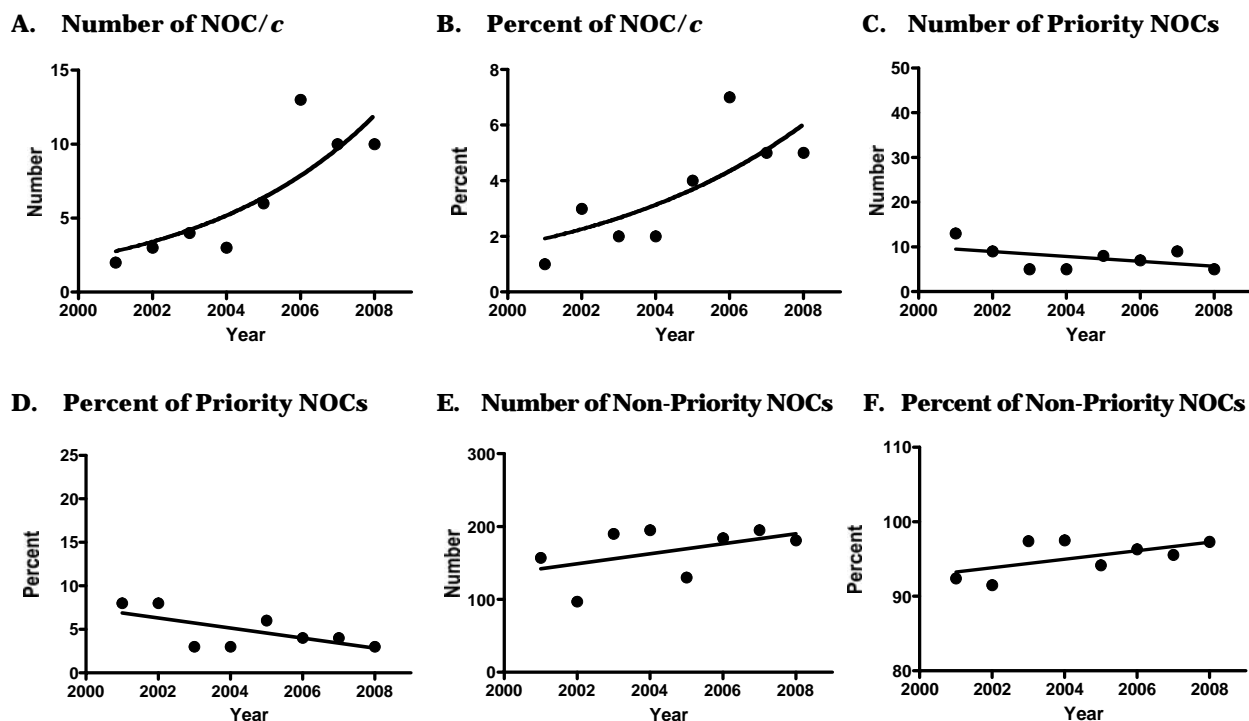 A. Number of NOC/c
B. Percent of NOC/c
C. Number of Priority NOCs
15
10
5
0
Number
2000 2002 2004 2006 2008
Year
8
6
4
2
0
Percent
2000 2002 2004 2006 2008
Year
50
40
30
20
10
0
Number
2000 2002 2004 2006 2008
Year
D. Percent of Priority NOCs
E. Number of Non-Priority NOCs
F. Percent of Non-Priority NOCs
25
20
15
10
5
0
Percent
2000 2002 2004 2006 2008
Year
300
200
100
0
Number
2000 2002 2004 2006 2008
Year
110
100
90
80
Percent
2000 2002 2004 2006 2008
Year